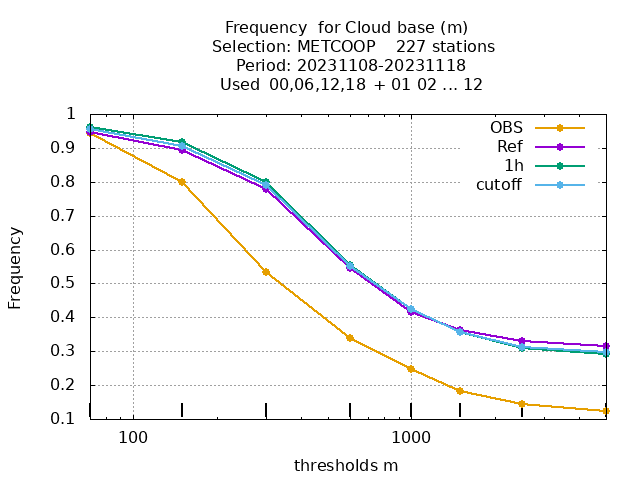 Frequency  for Cloud base (m)
Selection: METCOOP    227 stations
Period: 20231108-20231118
Used  00,06,12,18  + 01 02 ... 12
OBS
Ref
1h
cutoff
Frequency
1
0.9
0.8
0.7
0.6
0.5
0.4
0.3
0.2
0.1
100
1000
thresholds m